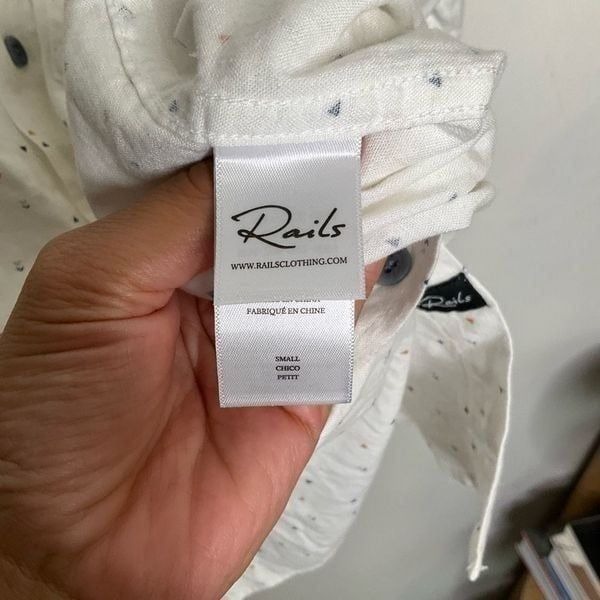 Rails
WWW.RAILSCLOTHING.COM
FABRIQUÉ EN CHINE
SMALL
CHICO
PETIT
Rails